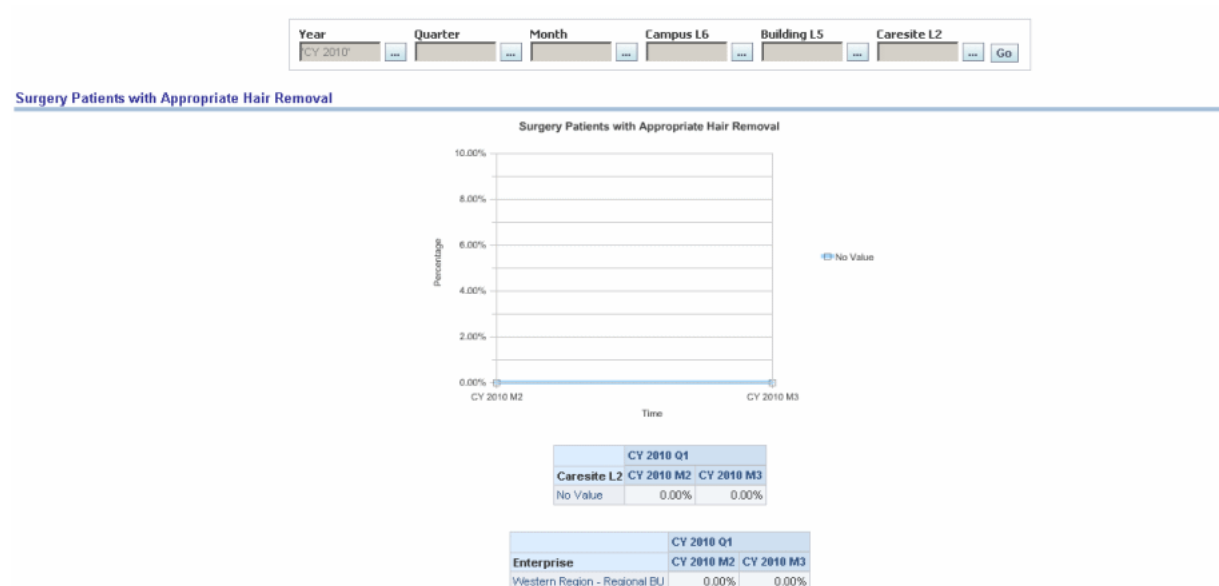 Year Quarter Month Campus L6 Building L5 Caresite L2
'CY 2010' ... ... ... ... ... ... Go
Surgery Patients with Appropriate Hair Removal
Surgery Patients with Appropriate Hair Removal
10.00%
8.00%
6.00%
4.00%
2.00%
0.00%
Percentage
No Value
CY 2010 M2 CY 2010 M3
Time
CY 2010 Q1
Caresite L2 CY 2010 M2 CY 2010 M3
No Value 0.00% 0.00%
CY 2010 Q1
Enterprise CY 2010 M2 CY 2010 M3
Western Region - Regional BU 0.00% 0.00%